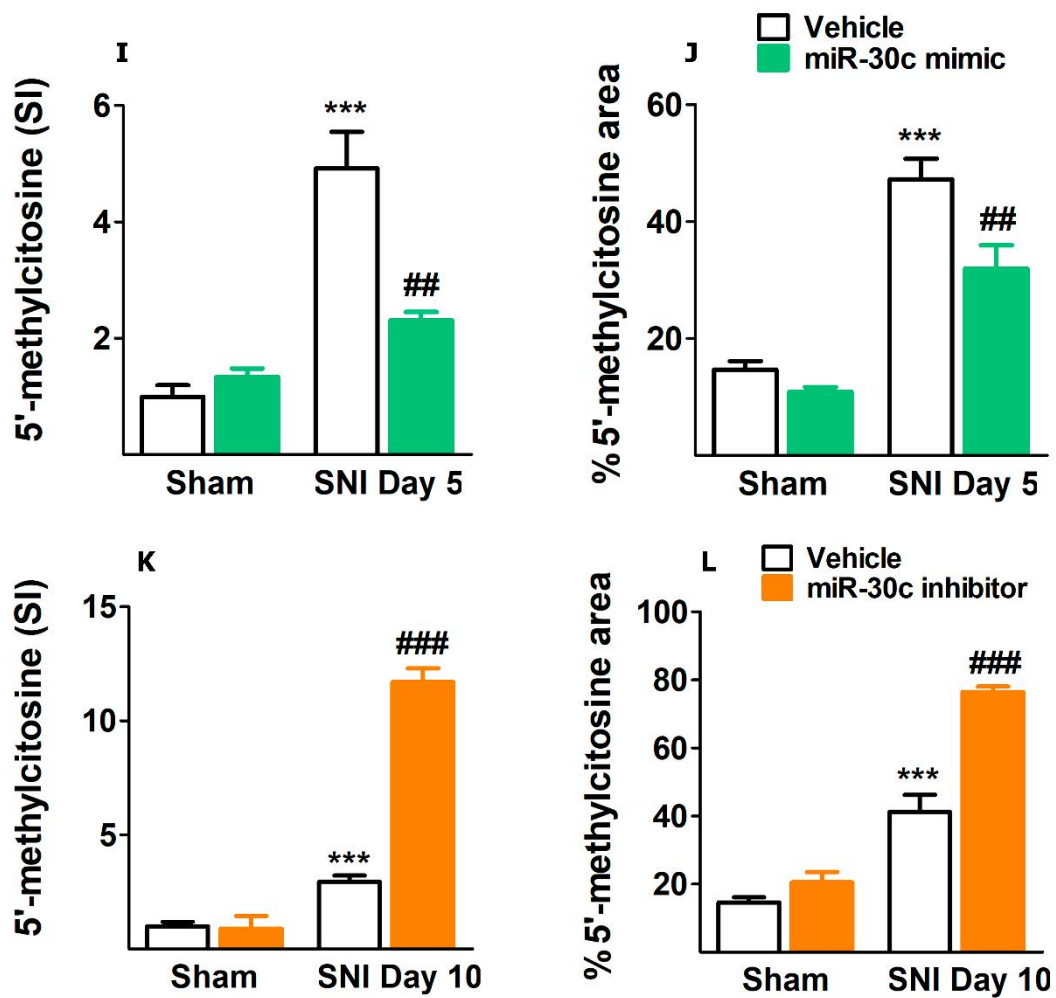 I
5'-methylcitosine (SI)
6
4
2
***
##
Sham
SNI Day 5
J
Vehicle
miR-30c mimic
% 5'-methylcitosine area
60
40
20
***
##
Sham
SNI Day 5
K
5'-methylcitosine (SI)
15
10
5
***
###
Sham
SNI Day 10
L
Vehicle
miR-30c inhibitor
% 5'-methylcitosine area
100
80
60
40
20
***
###
Sham
SNI Day 10